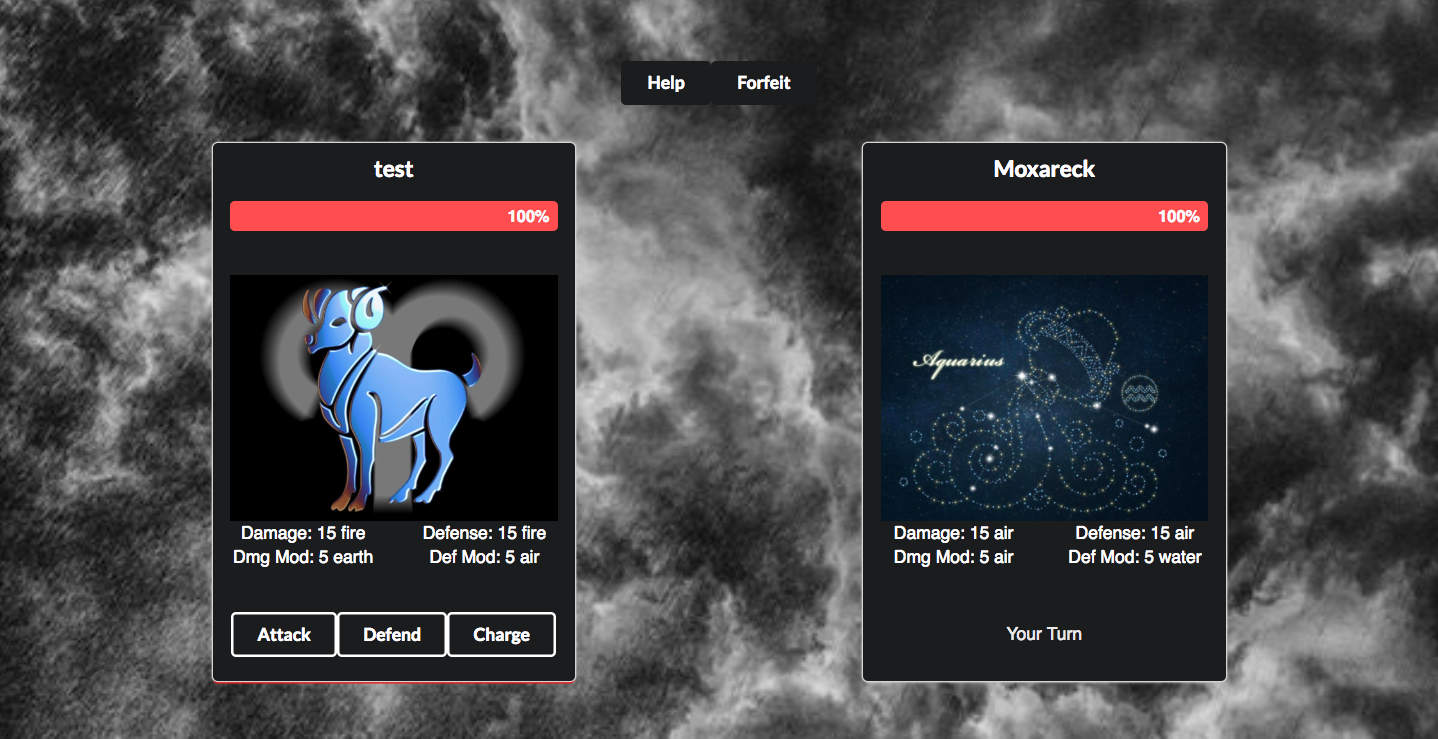 Help Forfeit
test
100%
Damage: 15 fire Defense: 15 fire
Dmg Mod: 5 earth Def Mod: 5 air
Attack Defend Charge
Moxareck
100%
Aquarius
Damage: 15 air Defense: 15 air
Dmg Mod: 5 air Def Mod: 5 water
Your Turn